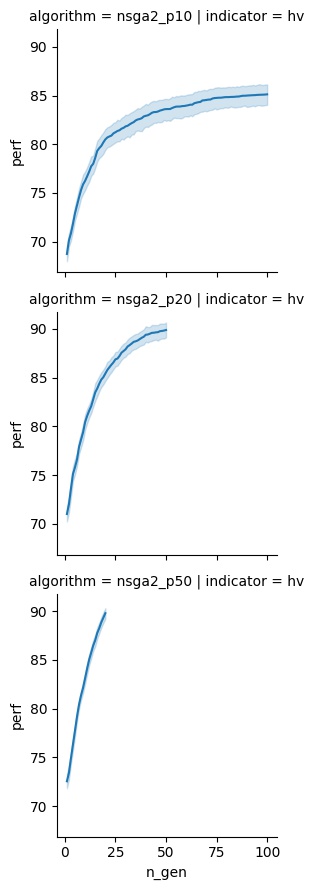 algorithm = nsga2_p10 | indicator = hv
90
85
80
75
70
perf
algorithm = nsga2_p20 | indicator = hv
90
85
80
75
70
perf
algorithm = nsga2_p50 | indicator = hv
90
85
80
75
70
perf
0 25 50 75 100
n_gen